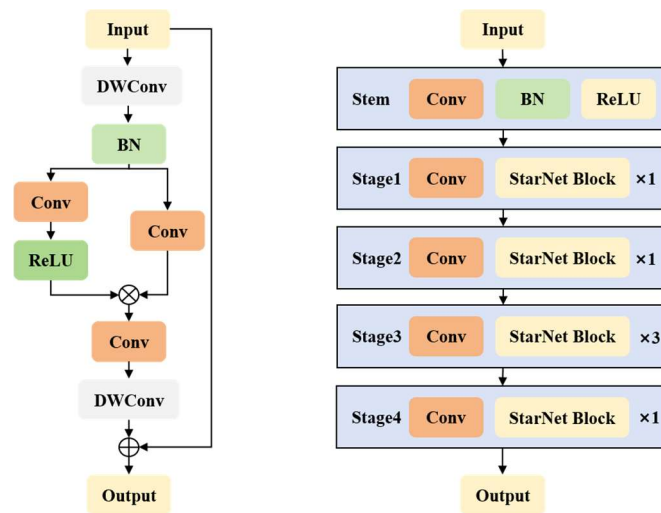 Input
DWConv
BN
Conv
Conv
ReLU
Conv
DWConv
Output
Input
Stem Conv BN ReLU
Stage1 Conv StarNet Block ×1
Stage2 Conv StarNet Block ×1
Stage3 Conv StarNet Block ×3
Stage4 Conv StarNet Block ×1
Output